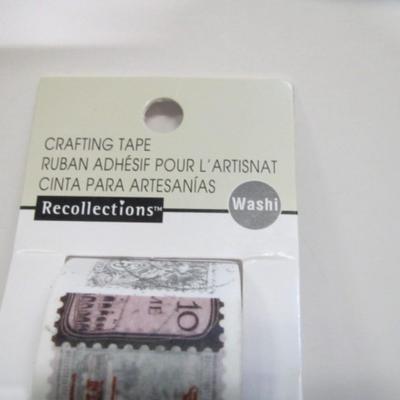 CRAFTING TAPE
RUBAN ADHÉSIF POUR L'ARTISNAT
CINTA PARA ARTESANÍAS
Recollections™ Washi
10